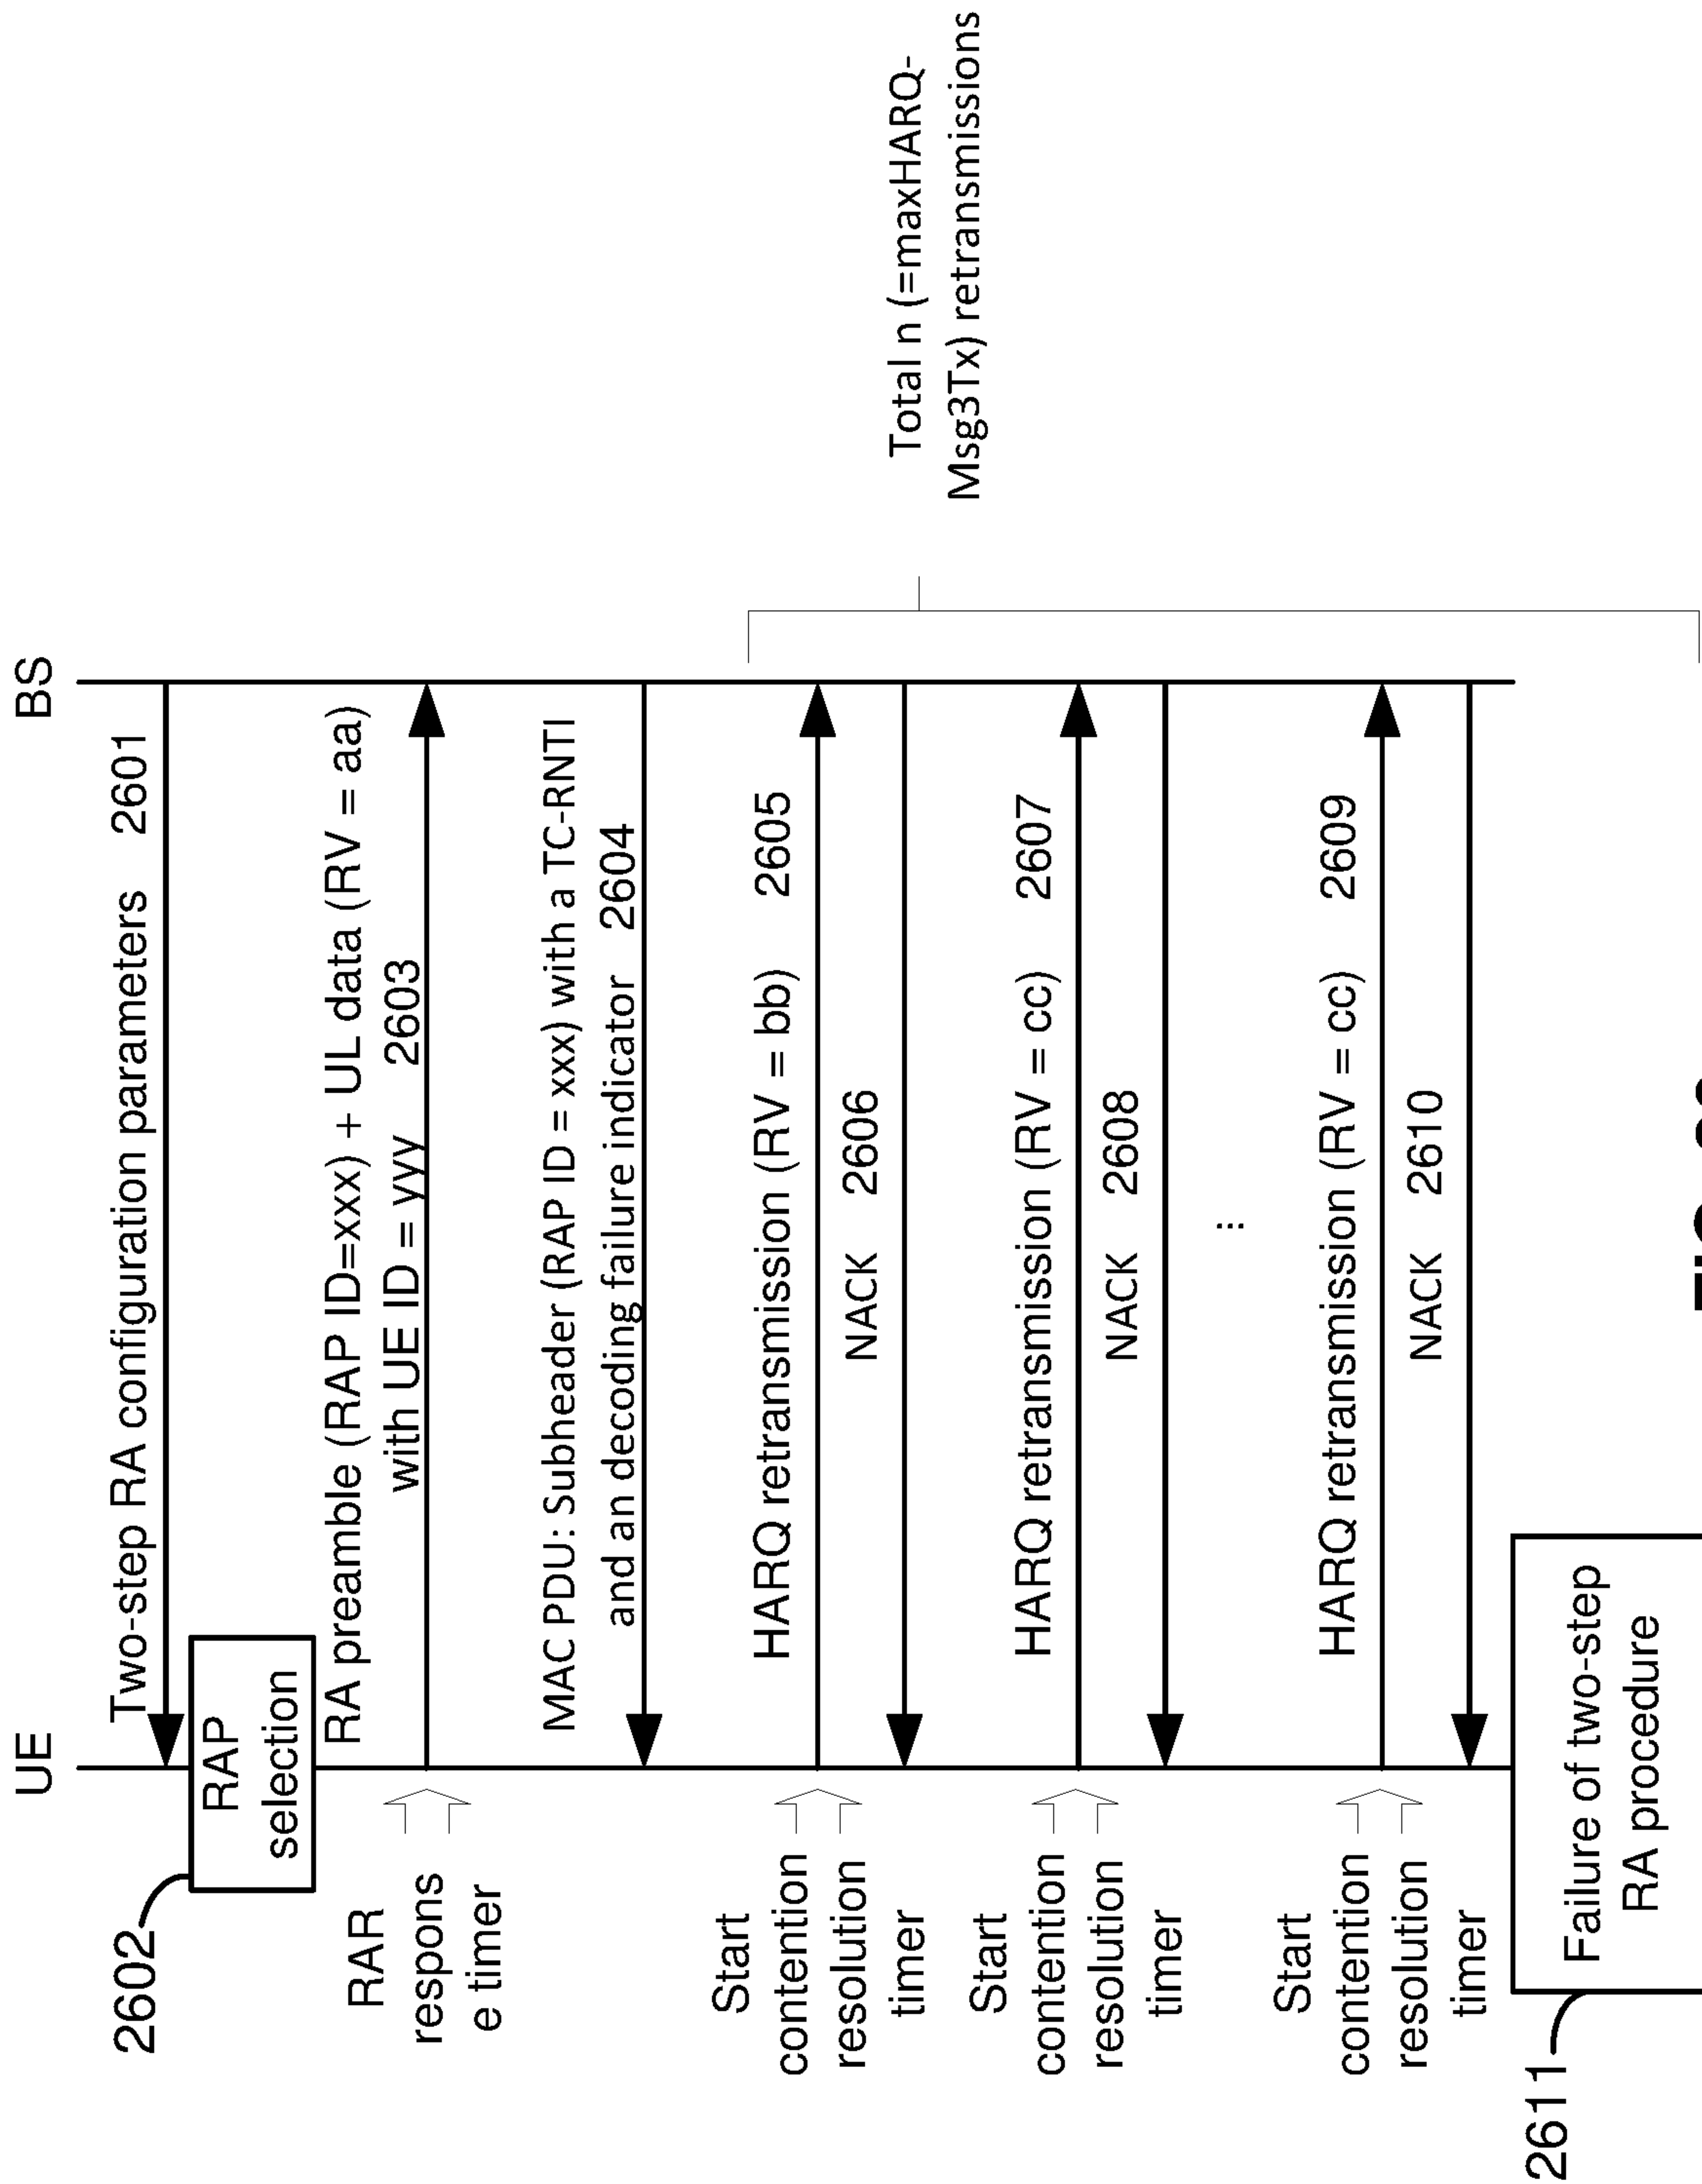 UE
BS
Two-step RA configuration parameters 2601
2602
RAP
selection
RA preamble (RAP ID=xxx) + UL data (RV = aa)
with UE ID = yyy 2603
RAR
respons
e timer
MAC PDU: Subheader (RAP ID = xxx) with a TC-RNTI
and an decoding failure indicator 2604
Start
contention
resolution
timer
HARQ retransmission (RV = bb) 2605
NACK 2606
Start
contention
resolution
timer
HARQ retransmission (RV = cc) 2607
NACK 2608
...
Start
contention
resolution
timer
HARQ retransmission (RV = cc) 2609
NACK 2610
Total n (=maxHARQ-
Msg3Tx) retransmissions
2611
Failure of two-step
RA procedure